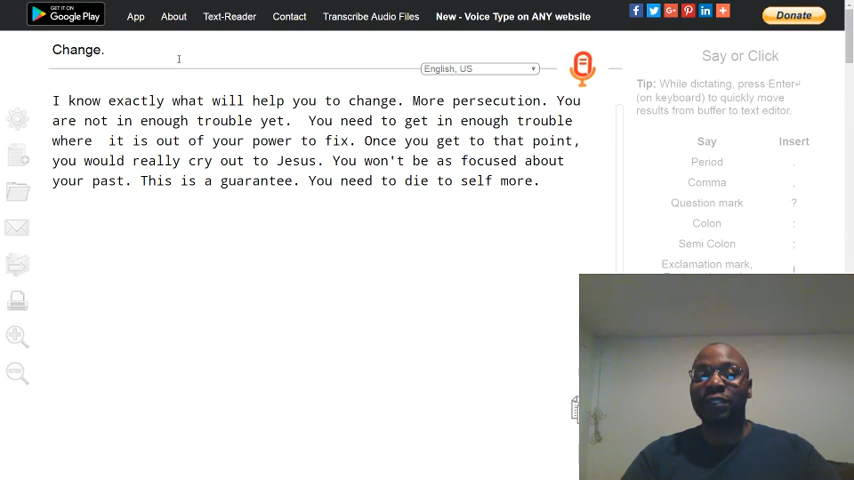 GET IT ON
Google Play
App About Text-Reader Contact Transcribe Audio Files New - Voice Type on ANY website
Donate
Change.
English, US
I know exactly what will help you to change. More persecution. You
are not in enough trouble yet. You need to get in enough trouble
where it is out of your power to fix. Once you get to that point,
you would really cry out to Jesus. You won't be as focused about
your past. This is a guarantee. You need to die to self more.
Say or Click
Tip: While dictating, press Enter↵
(on keyboard) to quickly move
results from buffer to text editor.
Say Insert
Period .
Comma ,
Question mark ?
Colon :
Semi Colon ;
Exclamation mark,